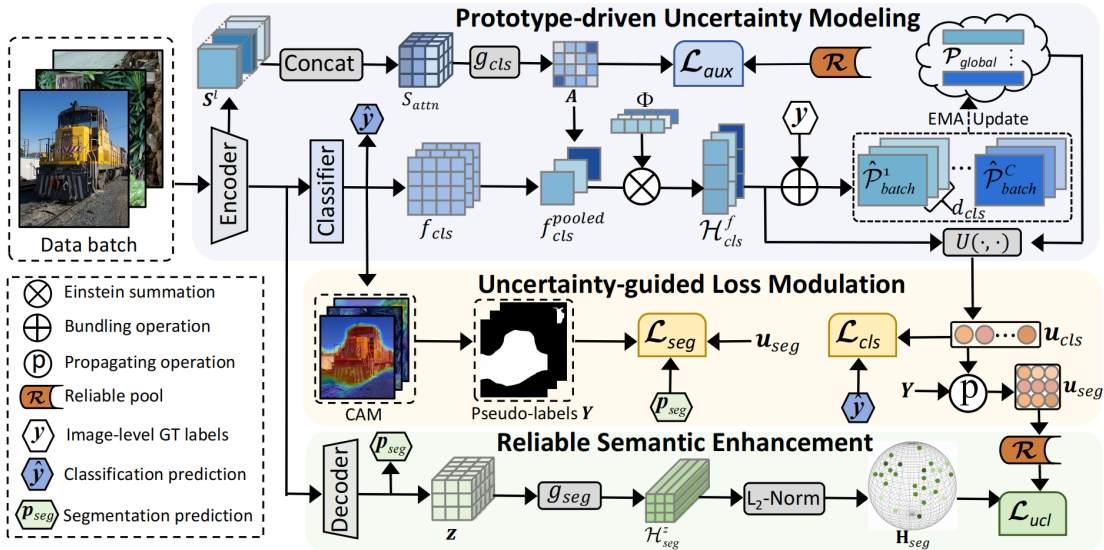 Prototype-driven Uncertainty Modeling
Data batch
S^l
Concat
S_attn
g_cls
A
𝓛_aux
𝓡
P_global
EMA Update
Encoder
Classifier
ŷ
f_cls
f_cls^pooled
Φ
ℋ_cls^f
y
𝒫̂_batch^1
...
𝒫̂_batch^C
d_cls
U(·,·)
Einstein summation
Bundling operation
p Propagating operation
𝓡 Reliable pool
y Image-level GT labels
ŷ Classification prediction
p_seg Segmentation prediction
Uncertainty-guided Loss Modulation
CAM
Pseudo-labels Y
𝓛_seg
u_seg
p_seg
𝓛_cls
ŷ
u_cls
Y
p
u_seg
Reliable Semantic Enhancement
𝓡
Decoder
p_seg
z
g_seg
ℋ_seg^z
L₂-Norm
H_seg
𝓛_ucl